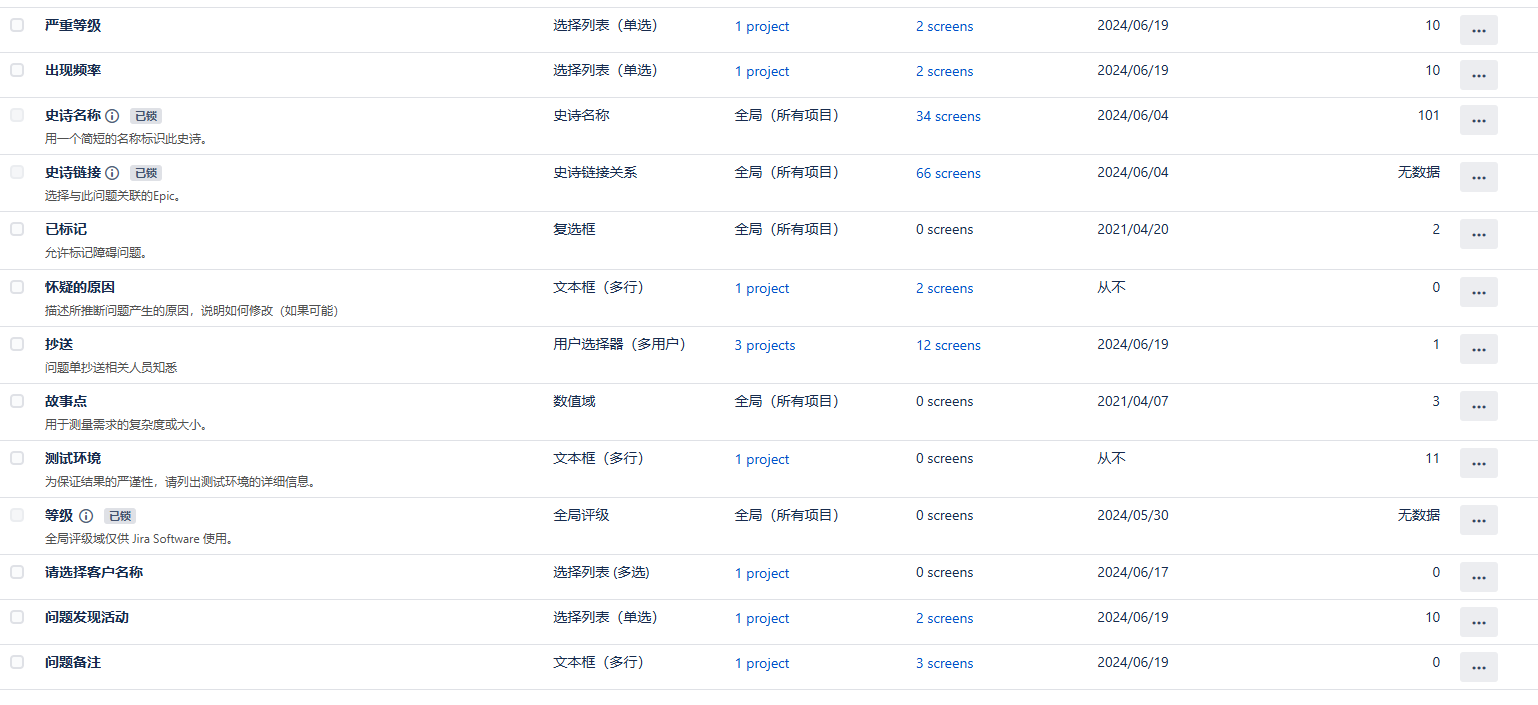 严重等级 选择列表（单选） 1 project 2 screens 2024/06/19 10
出现频率 选择列表（单选） 1 project 2 screens 2024/06/19 10
史诗名称 已锁 史诗名称 全局（所有项目） 34 screens 2024/06/04 101
用一个简短的名称标识此史诗。
史诗链接 已锁 史诗链接关系 全局（所有项目） 66 screens 2024/06/04 无数据
选择与此问题关联的Epic。
已标记 复选框 全局（所有项目） 0 screens 2021/04/20 2
允许标记障碍问题。
怀疑的原因 文本框（多行） 1 project 2 screens 从不 0
描述所推断问题产生的原因，说明如何修改（如果可能）
抄送 用户选择器（多用户） 3 projects 12 screens 2024/06/19 1
问题单抄送相关人员知悉
故事点 数值域 全局（所有项目） 0 screens 2021/04/07 3
用于测量需求的复杂度或大小。
测试环境 文本框（多行） 1 project 0 screens 从不 11
为保证结果的严谨性，请列出测试环境的详细信息。
等级 已锁 全局评级 全局（所有项目） 0 screens 2024/05/30 无数据
全局评级域仅供 Jira Software 使用。
请选择客户名称 选择列表 (多选) 1 project 0 screens 2024/06/17 0
问题发现活动 选择列表（单选） 1 project 2 screens 2024/06/19 10
问题备注 文本框（多行） 1 project 3 screens 2024/06/19 0